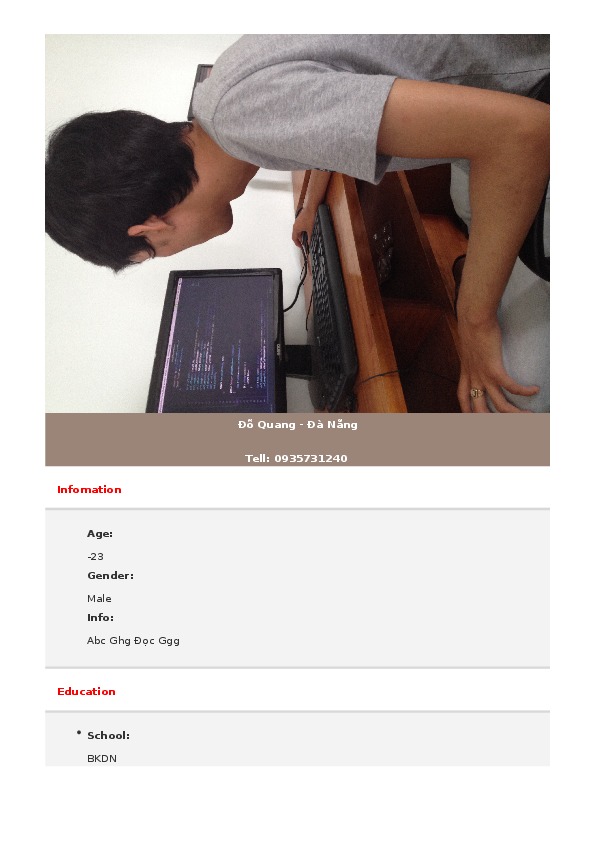 Đỗ Quang - Đà Nẵng
Tell: 0935731240
Infomation
Age:
-23
Gender:
Male
Info:
Abc Ghg Đọc Ggg
Education
• School:
BKDN